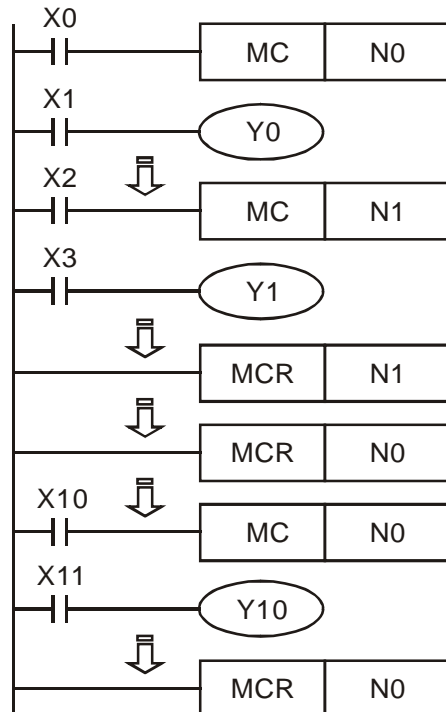 X0
MC N0
X1
Y0
X2
MC N1
X3
Y1
MCR N1
MCR N0
X10
MC N0
X11
Y10
MCR N0